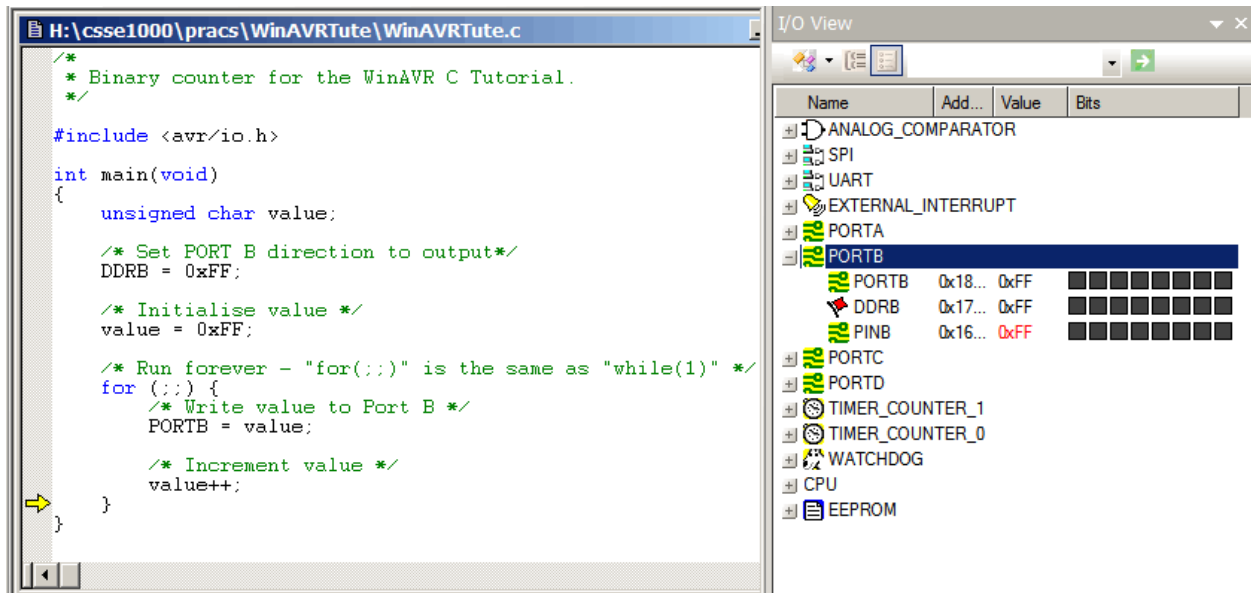 H:\csse1000\pracs\WinAVRTute\WinAVRTute.c
/*
 * Binary counter for the WinAVR C Tutorial.
 */
#include <avr/io.h>
int main(void)
{
    unsigned char value;
    /* Set PORT B direction to output*/
    DDRB = 0xFF;
    /* Initialise value */
    value = 0xFF;
    /* Run forever - "for(;;)" is the same as "while(1)" */
    for (;;) {
        /* Write value to Port B */
        PORTB = value;
        /* Increment value */
        value++;
    }
}
I/O View
Name Add... Value Bits
ANALOG_COMPARATOR
SPI
UART
EXTERNAL_INTERRUPT
PORTA
PORTB
PORTB 0x18... 0xFF
DDRB 0x17... 0xFF
PINB 0x16... 0xFF
PORTC
PORTD
TIMER_COUNTER_1
TIMER_COUNTER_0
WATCHDOG
CPU
EEPROM